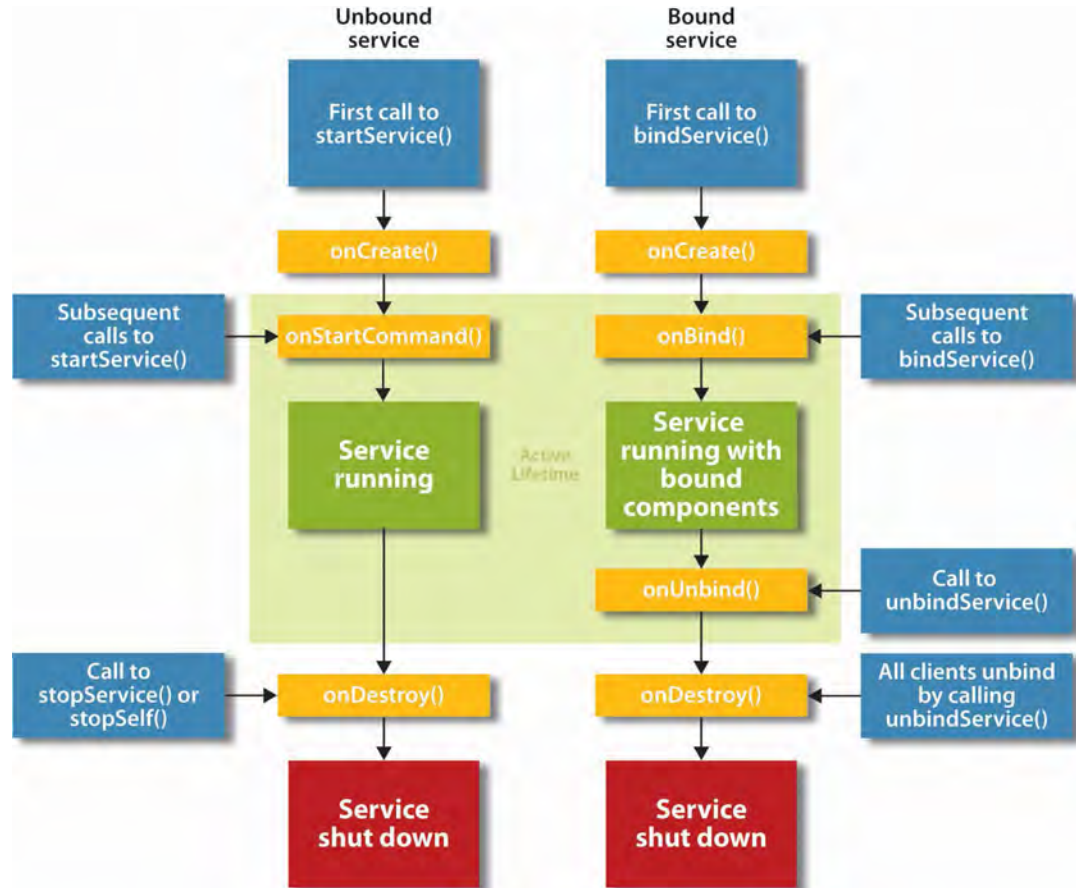 Unbound
service
Bound
service
First call to
startService()
First call to
bindService()
onCreate()
onCreate()
Subsequent
calls to
startService()
onStartCommand()
onBind()
Subsequent
calls to
bindService()
Service
running
Active
Lifetime
Service
running with
bound
components
onUnbind()
Call to
unbindService()
Call to
stopService() or
stopSelf()
onDestroy()
onDestroy()
All clients unbind
by calling
unbindService()
Service
shut down
Service
shut down